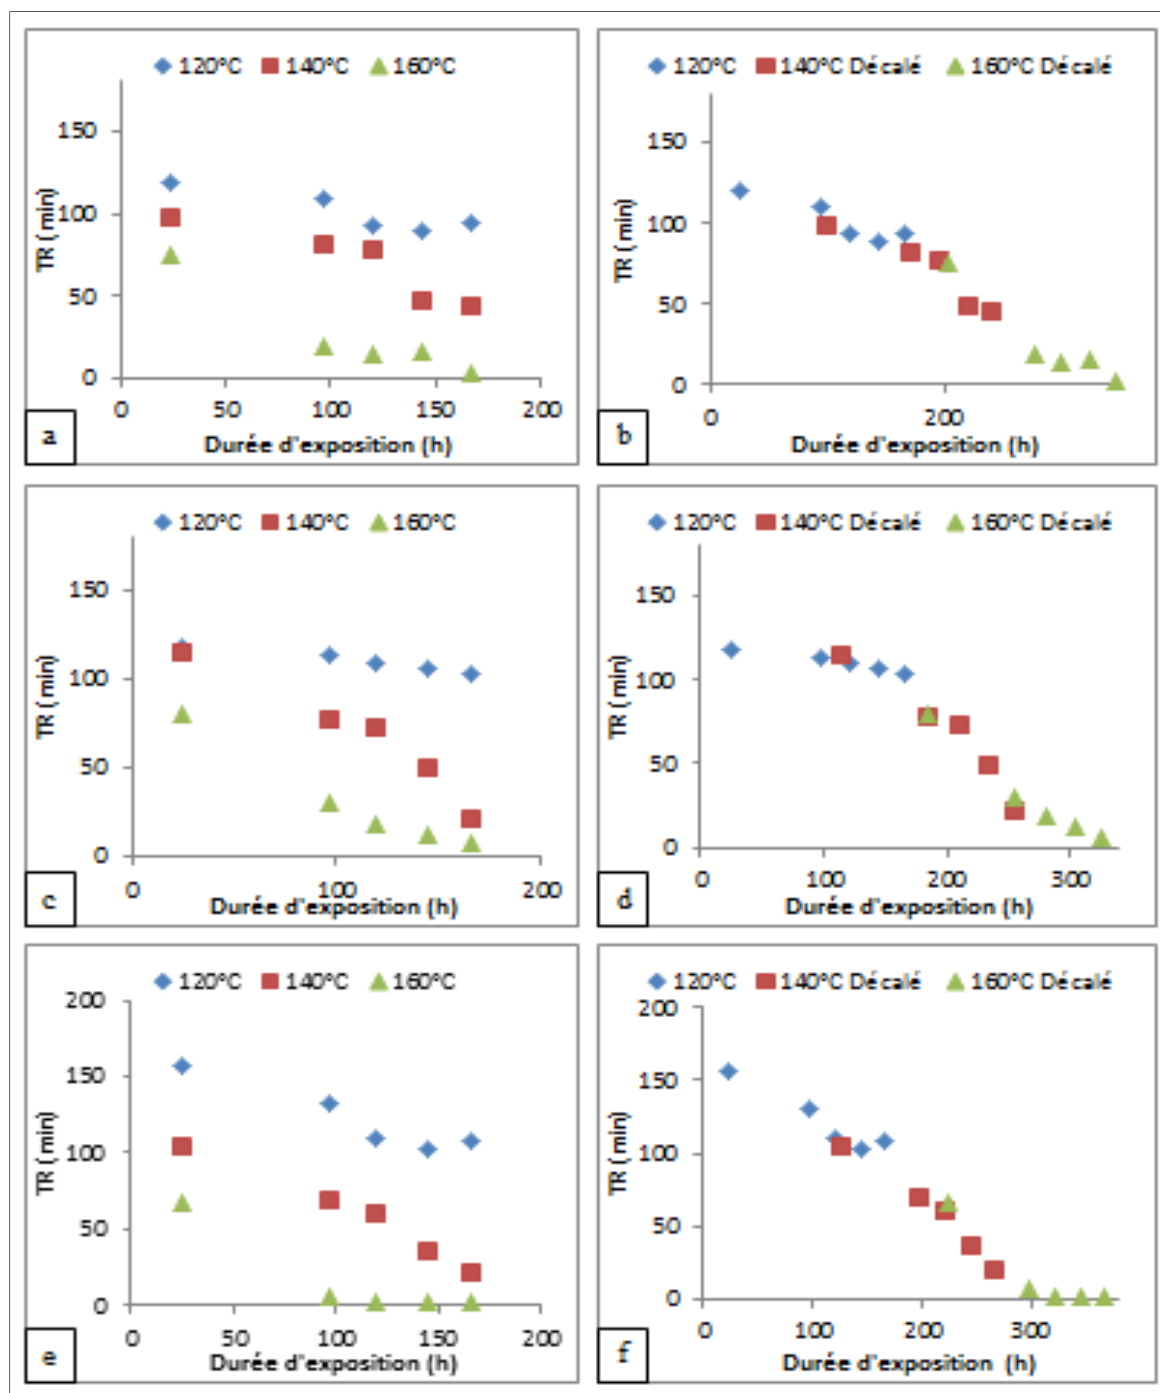 120°C 140°C 160°C
150
100
50
0
0 50 100 150 200
TR ( min)
Durée d'exposition (h)
a
120°C 140°C Décalé 160°C Décalé
150
100
50
0
0 200
TR ( min)
Durée d'exposition (h)
b
120°C 140°C 160°C
150
100
50
0
0 100 200
TR ( min)
Durée d'exposition (h)
c
120°C 140°C Décalé 160°C Décalé
150
100
50
0
0 100 200 300
TR ( min)
Durée d'exposition (h)
d
120°C 140°C 160°C
200
150
100
50
0
0 50 100 150 200
TR ( min)
Durée d'exposition (h)
e
120°C 140°C Décalé 160°C Décalé
200
150
100
50
0
0 100 200 300
TR ( min)
Durée d'exposition (h)
f